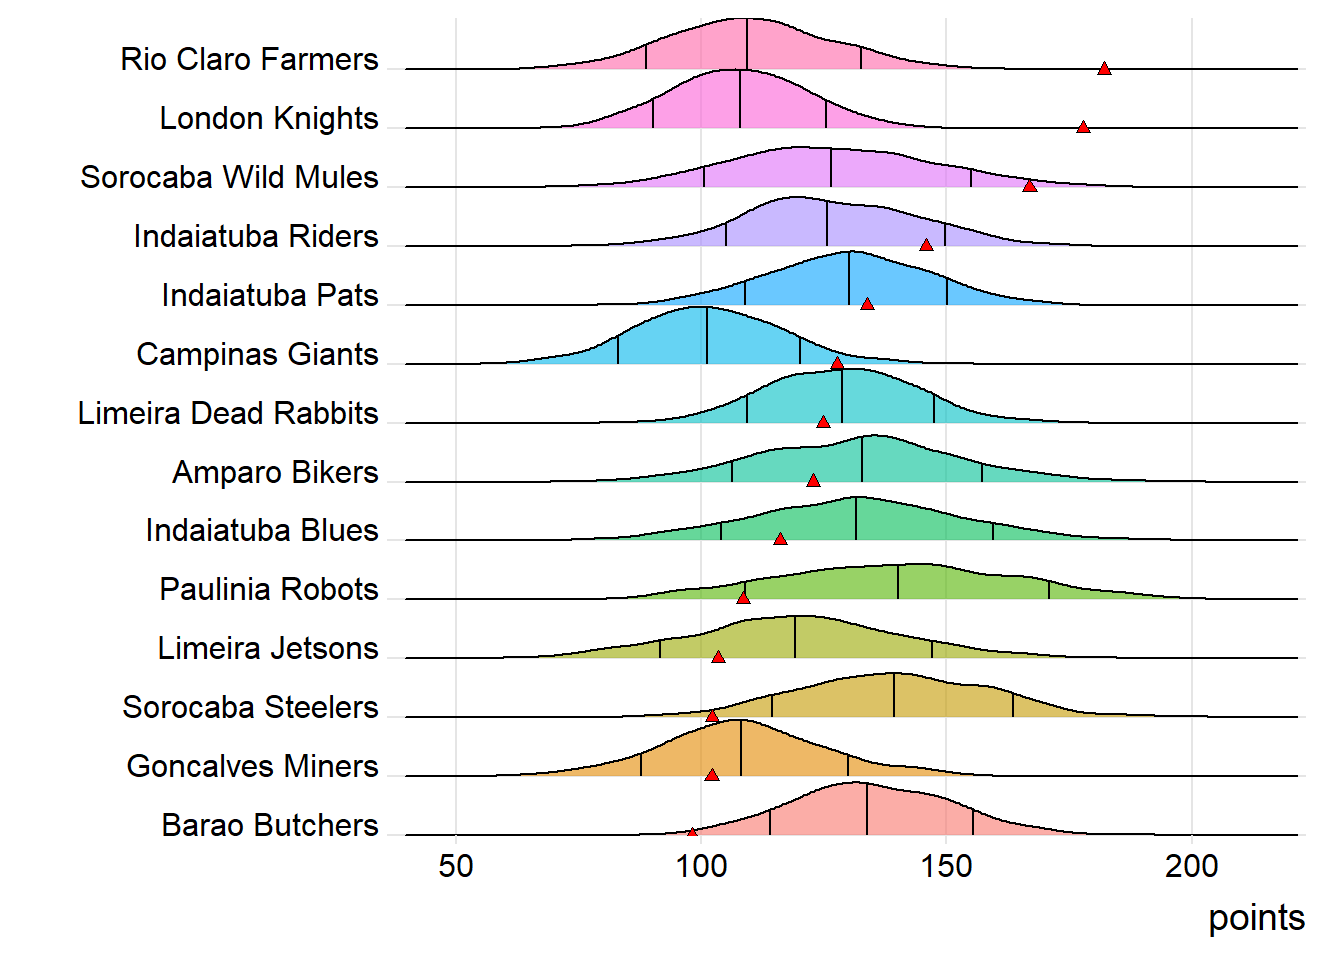 Rio Claro Farmers
London Knights
Sorocaba Wild Mules
Indaiatuba Riders
Indaiatuba Pats
Campinas Giants
Limeira Dead Rabbits
Amparo Bikers
Indaiatuba Blues
Paulinia Robots
Limeira Jetsons
Sorocaba Steelers
Goncalves Miners
Barao Butchers
50 100 150 200
points